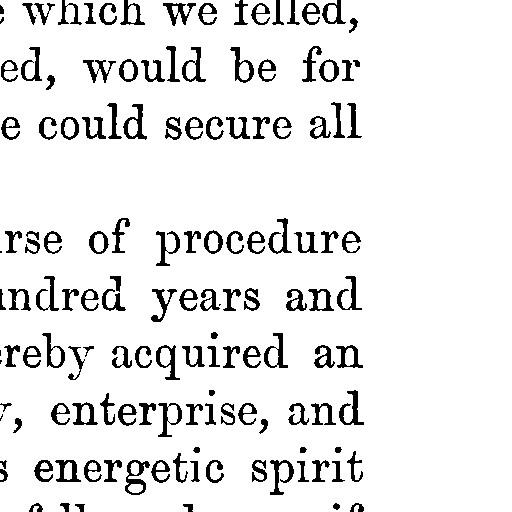 which we felled,
ed, would be for
e could secure all
rse of procedure
undred years and
ereby acquired an
, enterprise, and
s energetic spirit